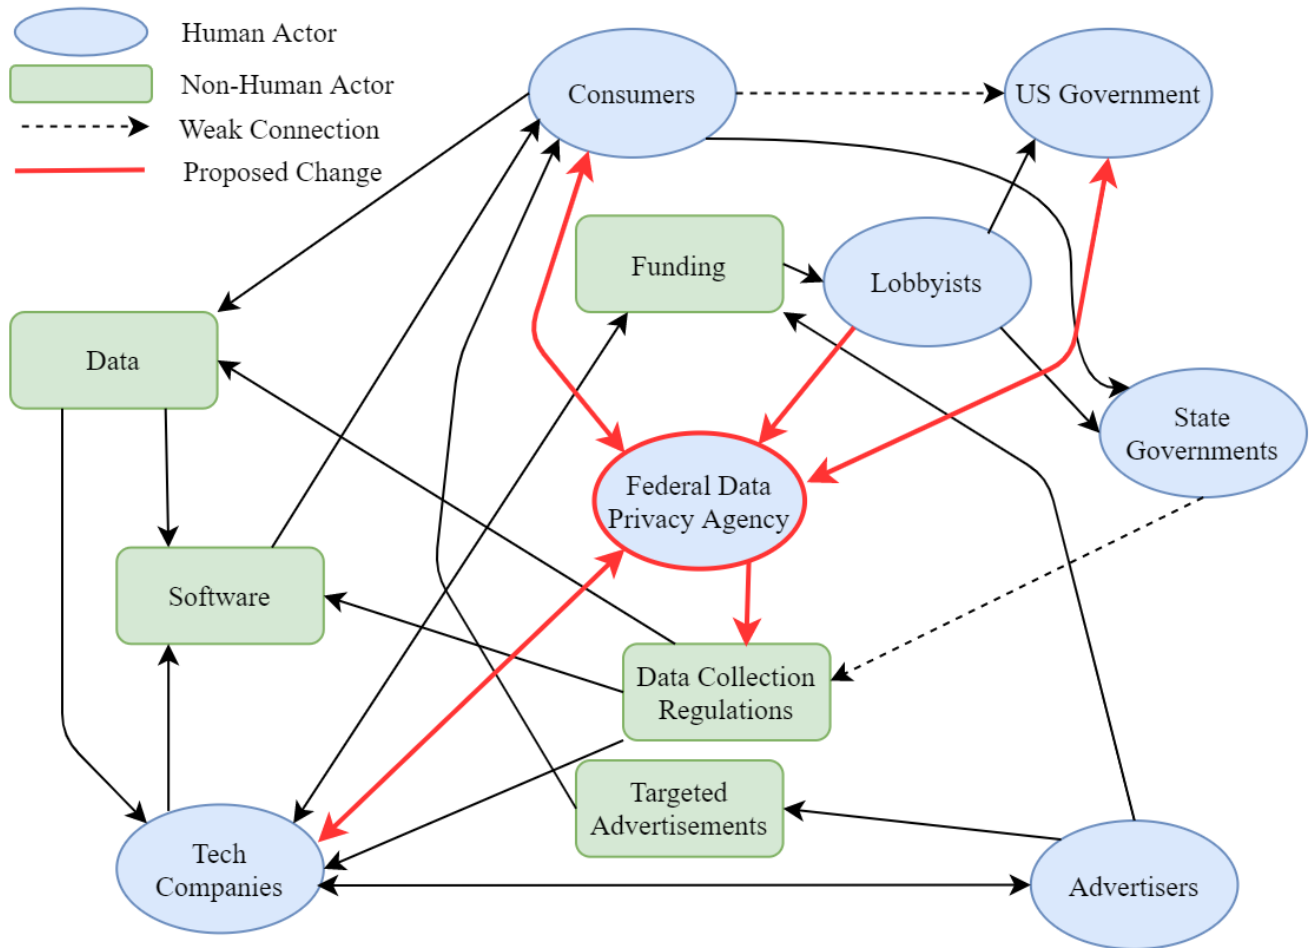 Human Actor
Non-Human Actor
Weak Connection
Proposed Change
Consumers
US Government
Funding
Lobbyists
Data
State
Governments
Federal Data
Privacy Agency
Software
Data Collection
Regulations
Targeted
Advertisements
Tech
Companies
Advertisers